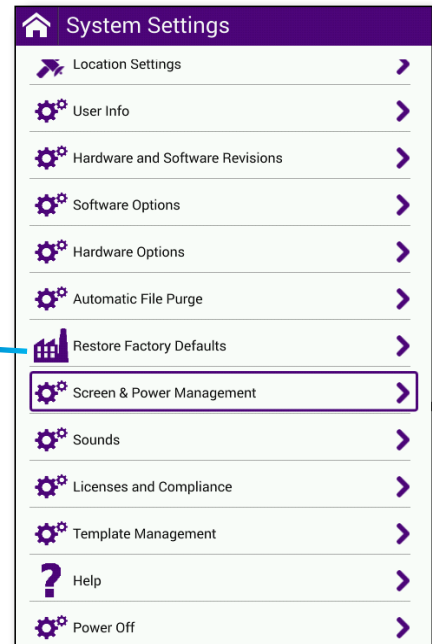 System Settings
Location Settings
User Info
Hardware and Software Revisions
Software Options
Hardware Options
Automatic File Purge
Restore Factory Defaults
Screen & Power Management
Sounds
Licenses and Compliance
Template Management
Help
Power Off